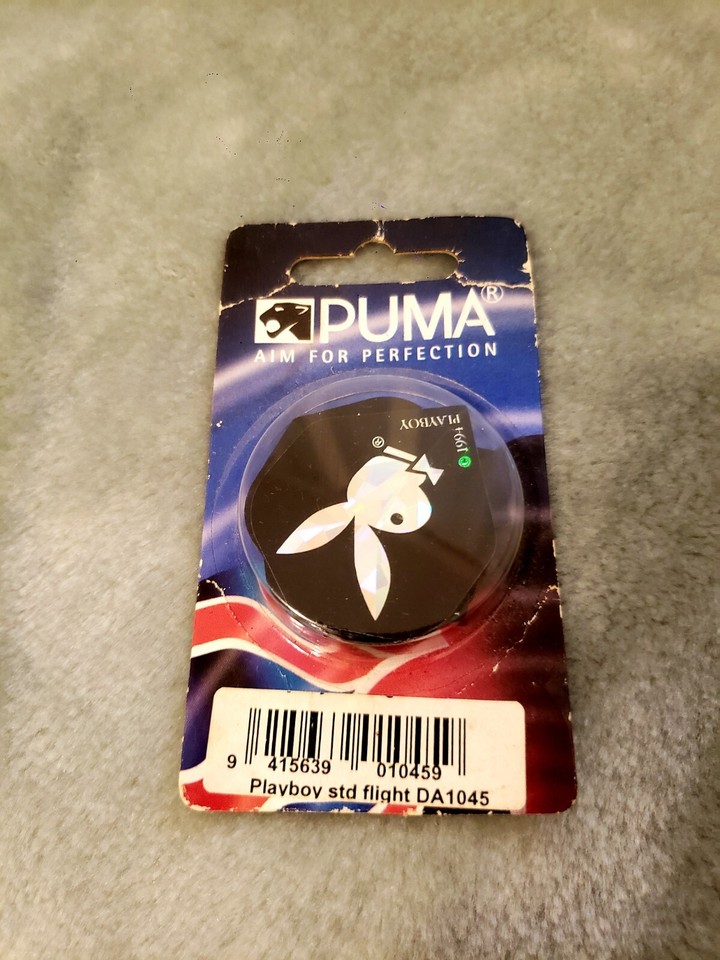 PUMA®
AIM FOR PERFECTION
PLAYBOY
©1994
®
9 415639 010459
Playboy std flight DA1045